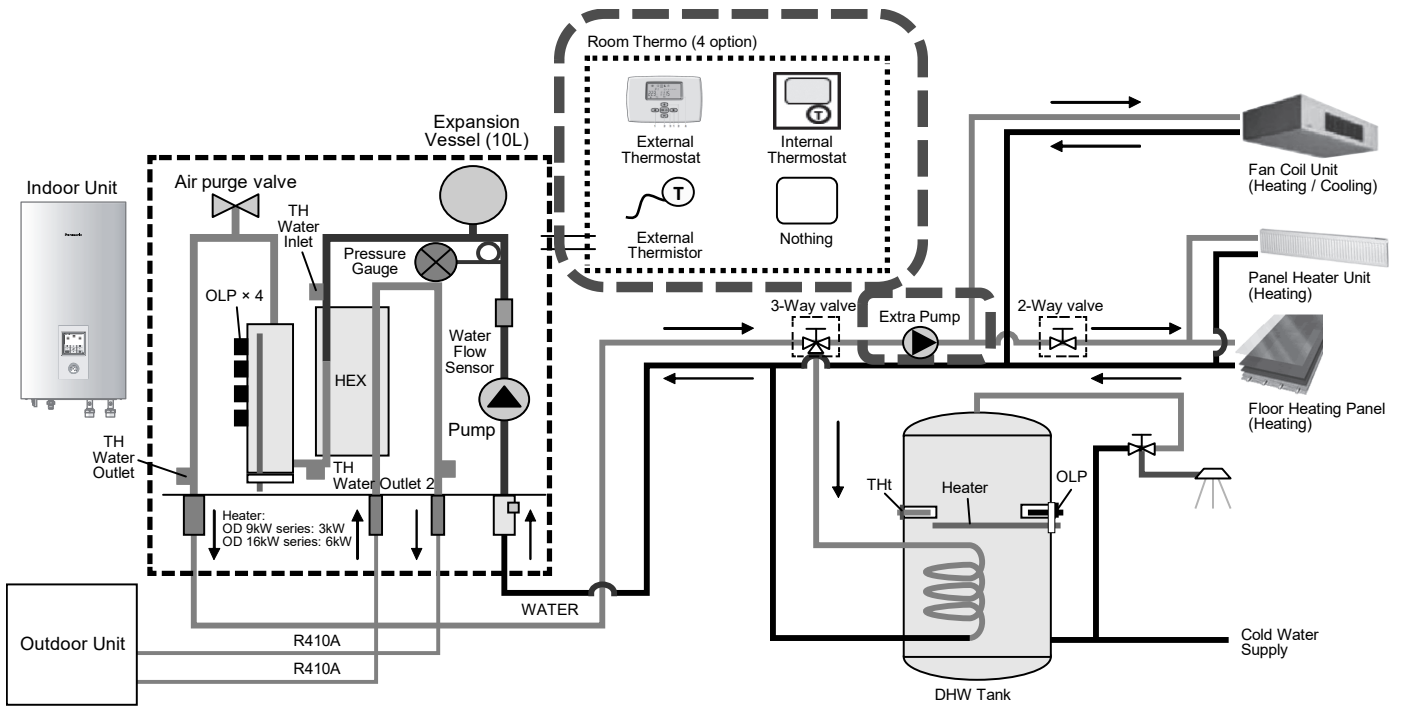 Room Thermo (4 option)
External
Thermostat
T
Internal
Thermostat
T
External
Thermistor
Nothing
Expansion
Vessel (10L)
Indoor Unit
Panasonic
Air purge valve
TH
Water
Inlet
Pressure
Gauge
OLP × 4
HEX
Water
Flow
Sensor
Pump
TH
Water
Outlet
TH
Water Outlet 2
Heater:
OD 9kW series: 3kW
OD 16kW series: 6kW
Outdoor Unit
WATER
R410A
R410A
3-Way valve
Extra Pump
2-Way valve
Fan Coil Unit
(Heating / Cooling)
Panel Heater Unit
(Heating)
Floor Heating Panel
(Heating)
THt
Heater
OLP
DHW Tank
Cold Water
Supply